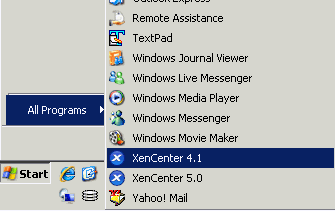 Outlook Express
Remote Assistance
TextPad
Windows Journal Viewer
Windows Live Messenger
Windows Media Player
All Programs
Windows Messenger
Windows Movie Maker
XenCenter 4.1
Start
XenCenter 5.0
Yahoo! Mail